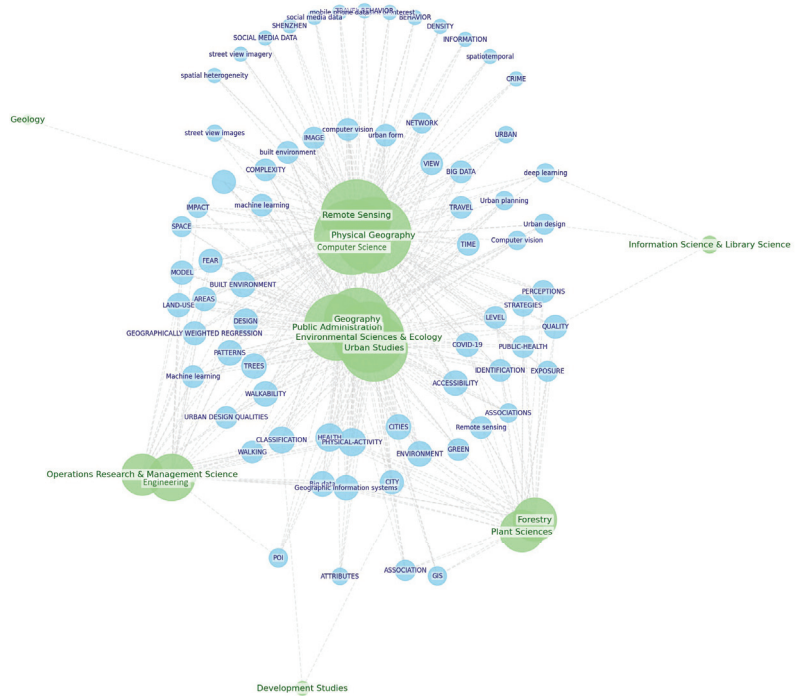 mobile phone data
TRAVEL BEHAVIOR
social media data
BEHAVIOR
SHENZHEN
DENSITY
SOCIAL MEDIA DATA
INFORMATION
street view imagery
spatiotemporal
spatial heterogeneity
CRIME
Geology
NETWORK
street view images
computer vision
URBAN
IMAGE
urban form
built environment
VIEW
COMPLEXITY
BIG DATA
deep learning
machine learning
Urban planning
IMPACT
TRAVEL
Remote Sensing
SPACE
Urban design
Physical Geography
Computer vision
Computer Science
TIME
Information Science & Library Science
FEAR
MODEL
BUILT ENVIRONMENT
PERCEPTIONS
AREAS
LAND-USE
STRATEGIES
DESIGN
Geography
LEVEL
Public Administration
QUALITY
GEOGRAPHICALLY WEIGHTED REGRESSION
Environmental Sciences & Ecology
Urban Studies
COVID-19
PUBLIC-HEALTH
PATTERNS
TREES
IDENTIFICATION
EXPOSURE
Machine learning
ACCESSIBILITY
WALKABILITY
URBAN DESIGN QUALITIES
ASSOCIATIONS
CITIES
Remote sensing
CLASSIFICATION
HEALTH
PHYSICAL-ACTIVITY
WALKING
ENVIRONMENT
GREEN
Operations Research & Management Science
Engineering
Big data
CITY
Geographic Information systems
Forestry
Plant Sciences
POI
ASSOCIATION
ATTRIBUTES
GIS
Development Studies